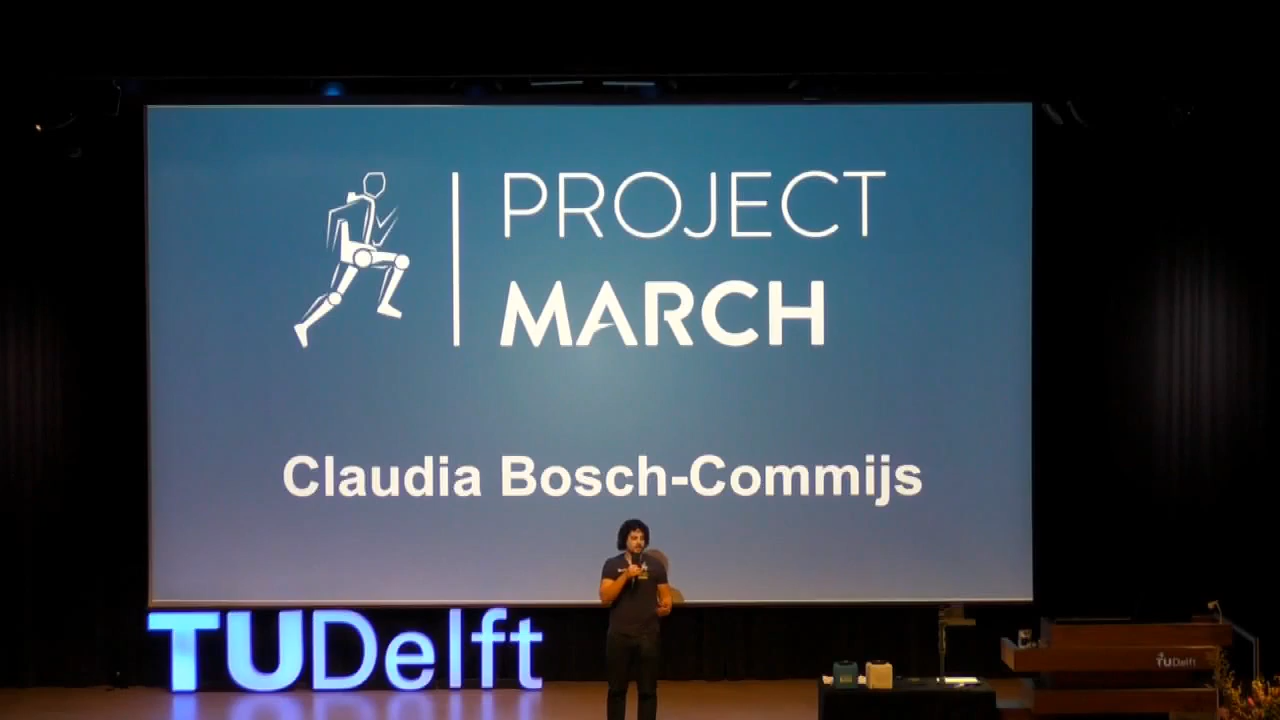 PROJECT
MARCH
Claudia Bosch-Commijs
TUDelft
TUDelft